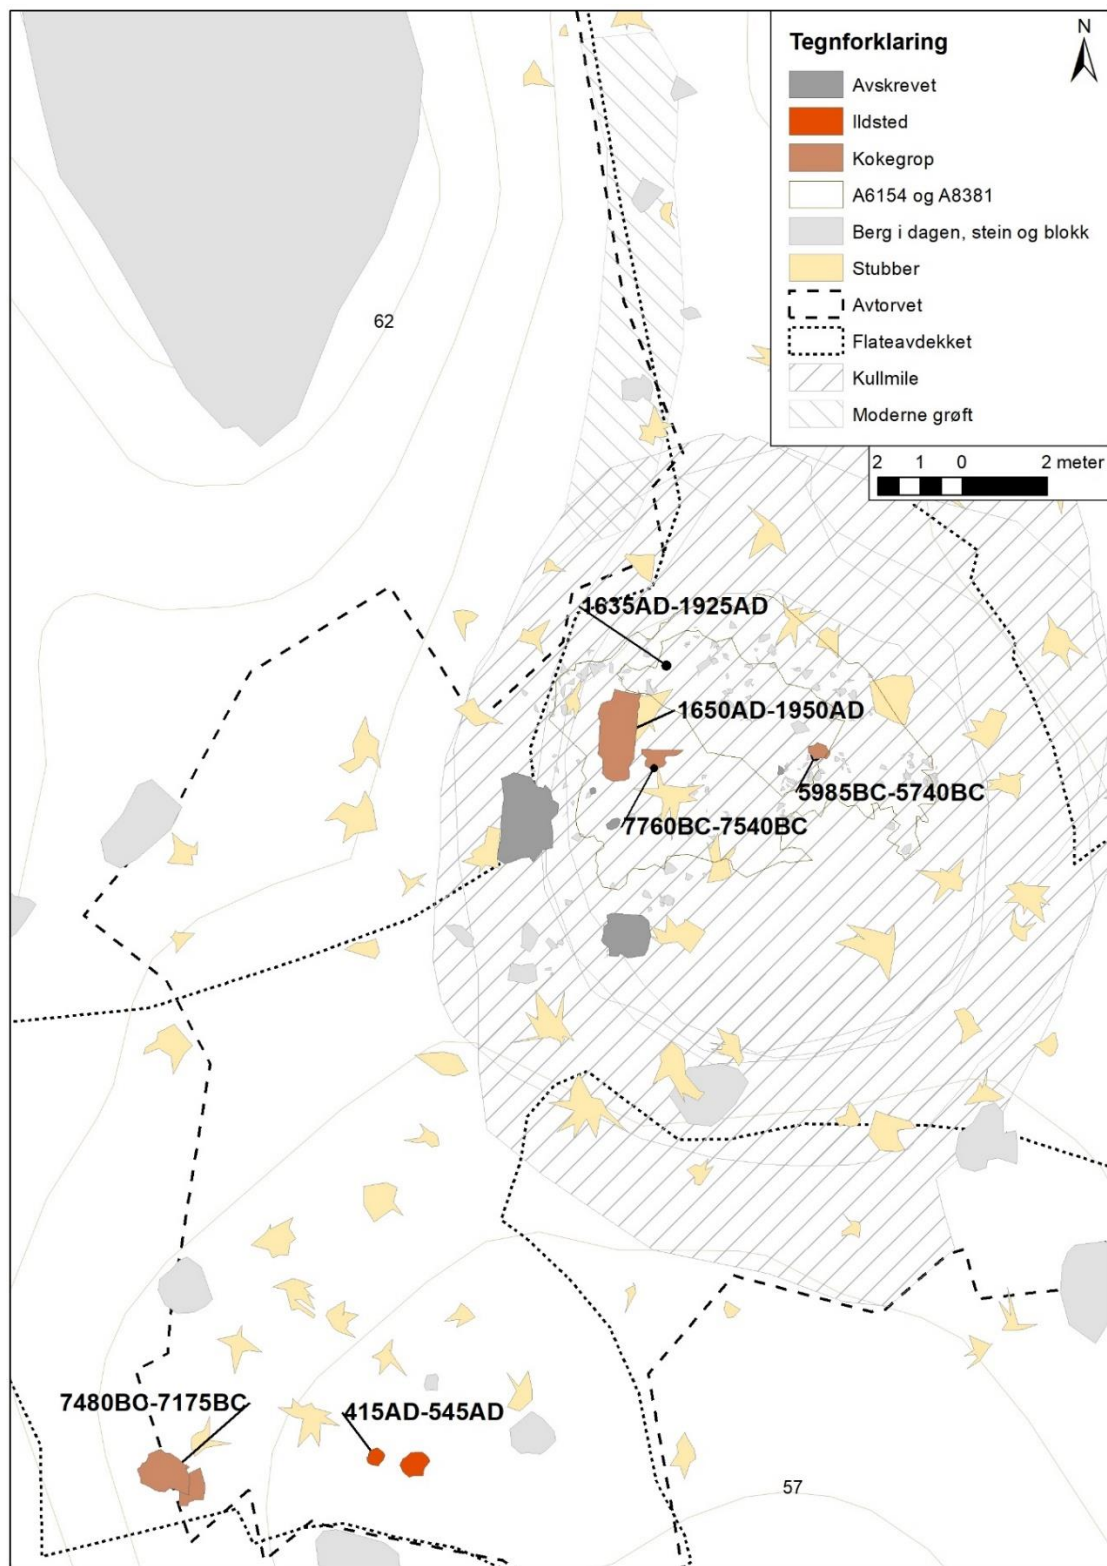 N
Tegnforklaring
Avskrevet
Ildsted
Kokegrop
A6154 og A8381
Berg i dagen, stein og blokk
Stubber
Avtorvet
Flateavdekket
Kullmile
Moderne grøft
2 1 0 2 meter
62
1635AD-1925AD
1650AD-1950AD
5985BC-5740BC
7760BC-7540BC
7480BC-7175BC
415AD-545AD
57